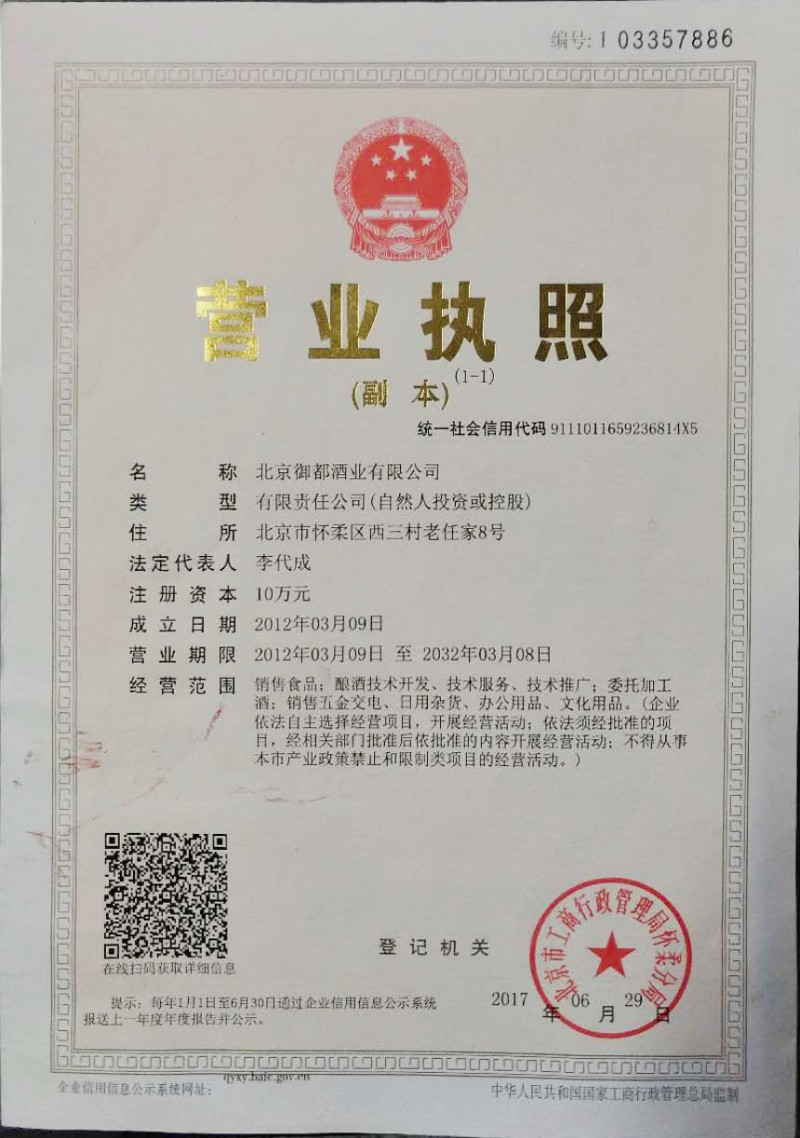 编号:1 03357886
营业执照
(副 本)(1-1)
统一社会信用代码 9111011659236814X5
名 称 北京御都酒业有限公司
类 型 有限责任公司(自然人投资或控股)
住 所 北京市怀柔区西三村老任家8号
法定代表人 李代成
注册资本 10万元
成立日期 2012年03月09日
营业期限 2012年03月09日 至 2032年03月08日
经营范围 销售食品；酿酒技术开发、技术服务、技术推广；委托加工
酒；销售五金交电、日用杂货、办公用品、文化用品。(企业
依法自主选择经营项目，开展经营活动；依法须经批准的项
目，经相关部门批准后依批准的内容开展经营活动；不得从事
本市产业政策禁止和限制类项目的经营活动。)
在线扫码获取详细信息
登记机关
北京市工商行政管理局怀柔分局
2017年06月29日
提示：每年1月1日至6月30日通过企业信用信息公示系统
报送上一年度年度报告并公示。
企业信用信息公示系统网址： qyxy.baic.gov.cn
中华人民共和国国家工商行政管理总局监制